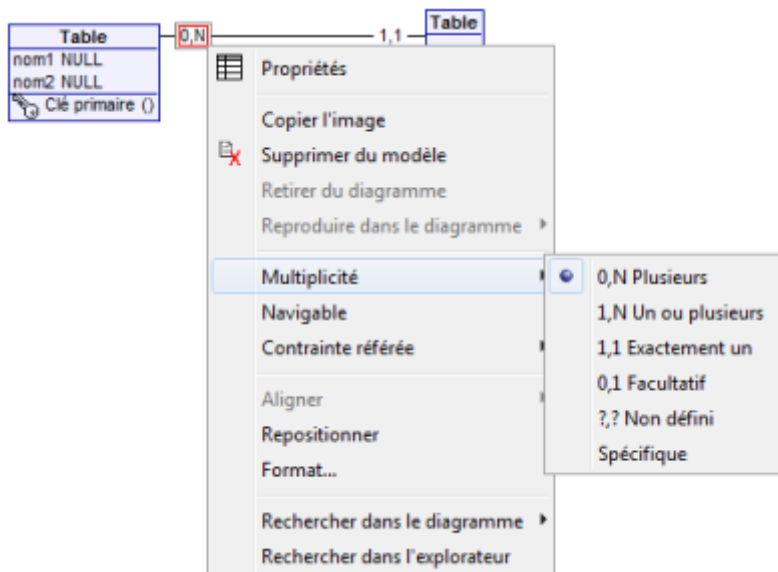 Table
0,N
1,1
Table
nom1 NULL
nom2 NULL
Clé primaire ()
Propriétés
Copier l'image
Supprimer du modèle
Retirer du diagramme
Reproduire dans le diagramme
Multiplicité
0,N Plusieurs
Navigable
1,N Un ou plusieurs
Contrainte référée
1,1 Exactement un
0,1 Facultatif
Aligner
?,? Non défini
Repositionner
Spécifique
Format...
Rechercher dans le diagramme
Rechercher dans l'explorateur